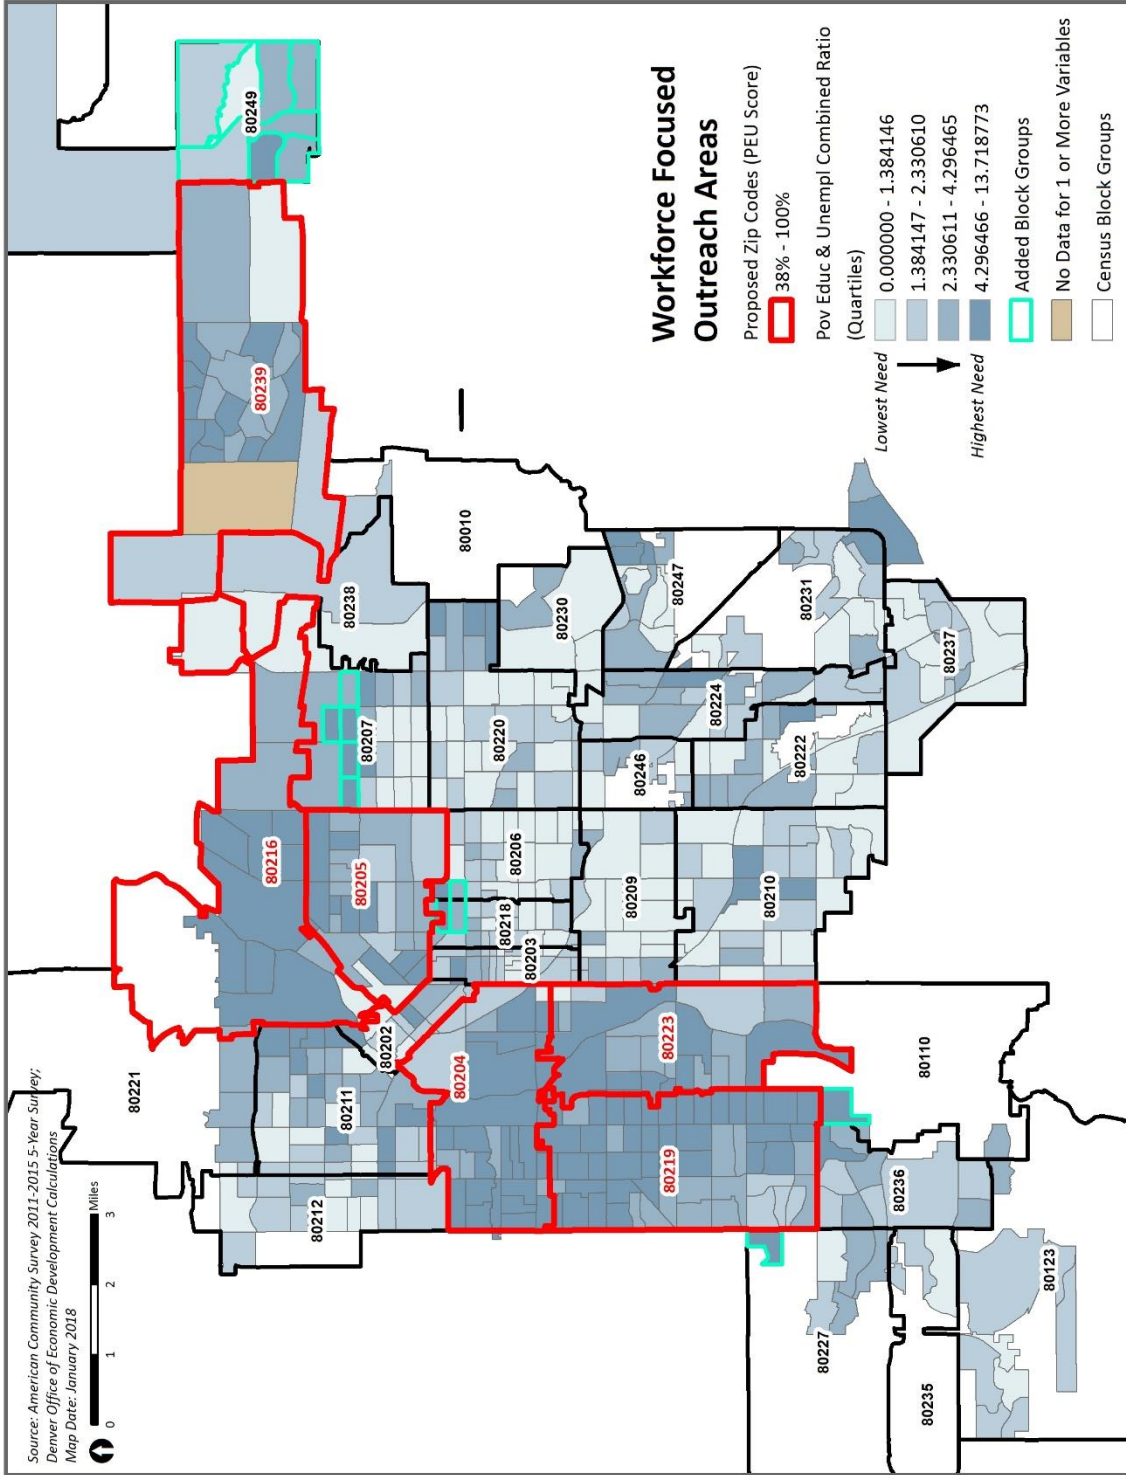 Source: American Community Survey 2011-2015 5-Year Survey;
Denver Office of Economic Development Calculations
Map Date: January 2018
0 1 2 3 Miles
Workforce Focused
Outreach Areas
Proposed Zip Codes (PEU Score)
38% - 100%
Pov Educ & Unempl Combined Ratio
(Quartiles)
Lowest Need
0.000000 - 1.384146
1.384147 - 2.330610
2.330611 - 4.296465
Highest Need
4.296466 - 13.718773
Added Block Groups
No Data for 1 or More Variables
Census Block Groups
80221
80249
80239
80216
80212
80211
80202
80205
80207
80238
80010
80204
80203
80218
80206
80220
80230
80219
80223
80209
80246
80247
80210
80224
80222
80231
80227
80236
80110
80237
80235
80123